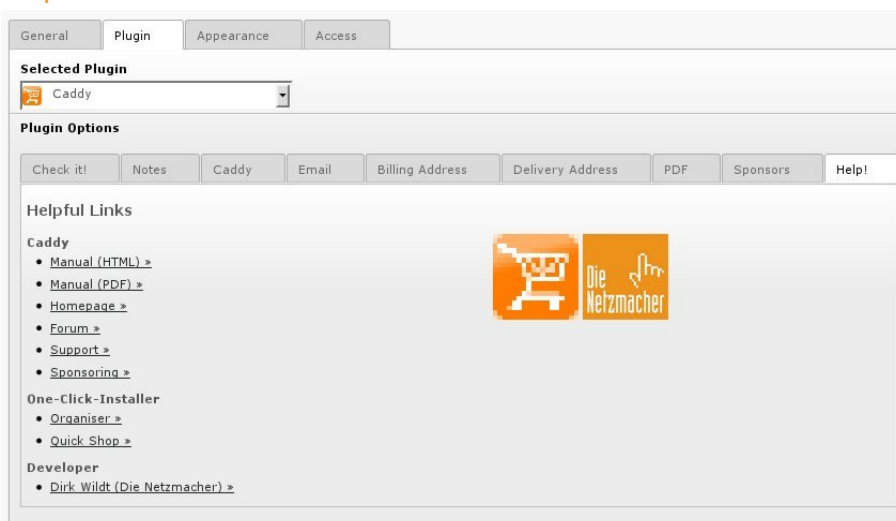 General Plugin Appearance Access
Selected Plugin
Caddy
Plugin Options
Check it! Notes Caddy Email Billing Address Delivery Address PDF Sponsors Help!
Helpful Links
Caddy
Manual (HTML) »
Manual (PDF) »
Homepage »
Forum »
Support »
Sponsoring »
One-Click-Installer
Organiser »
Quick Shop »
Developer
Dirk Wildt (Die Netzmacher) »
Die
Netzmacher